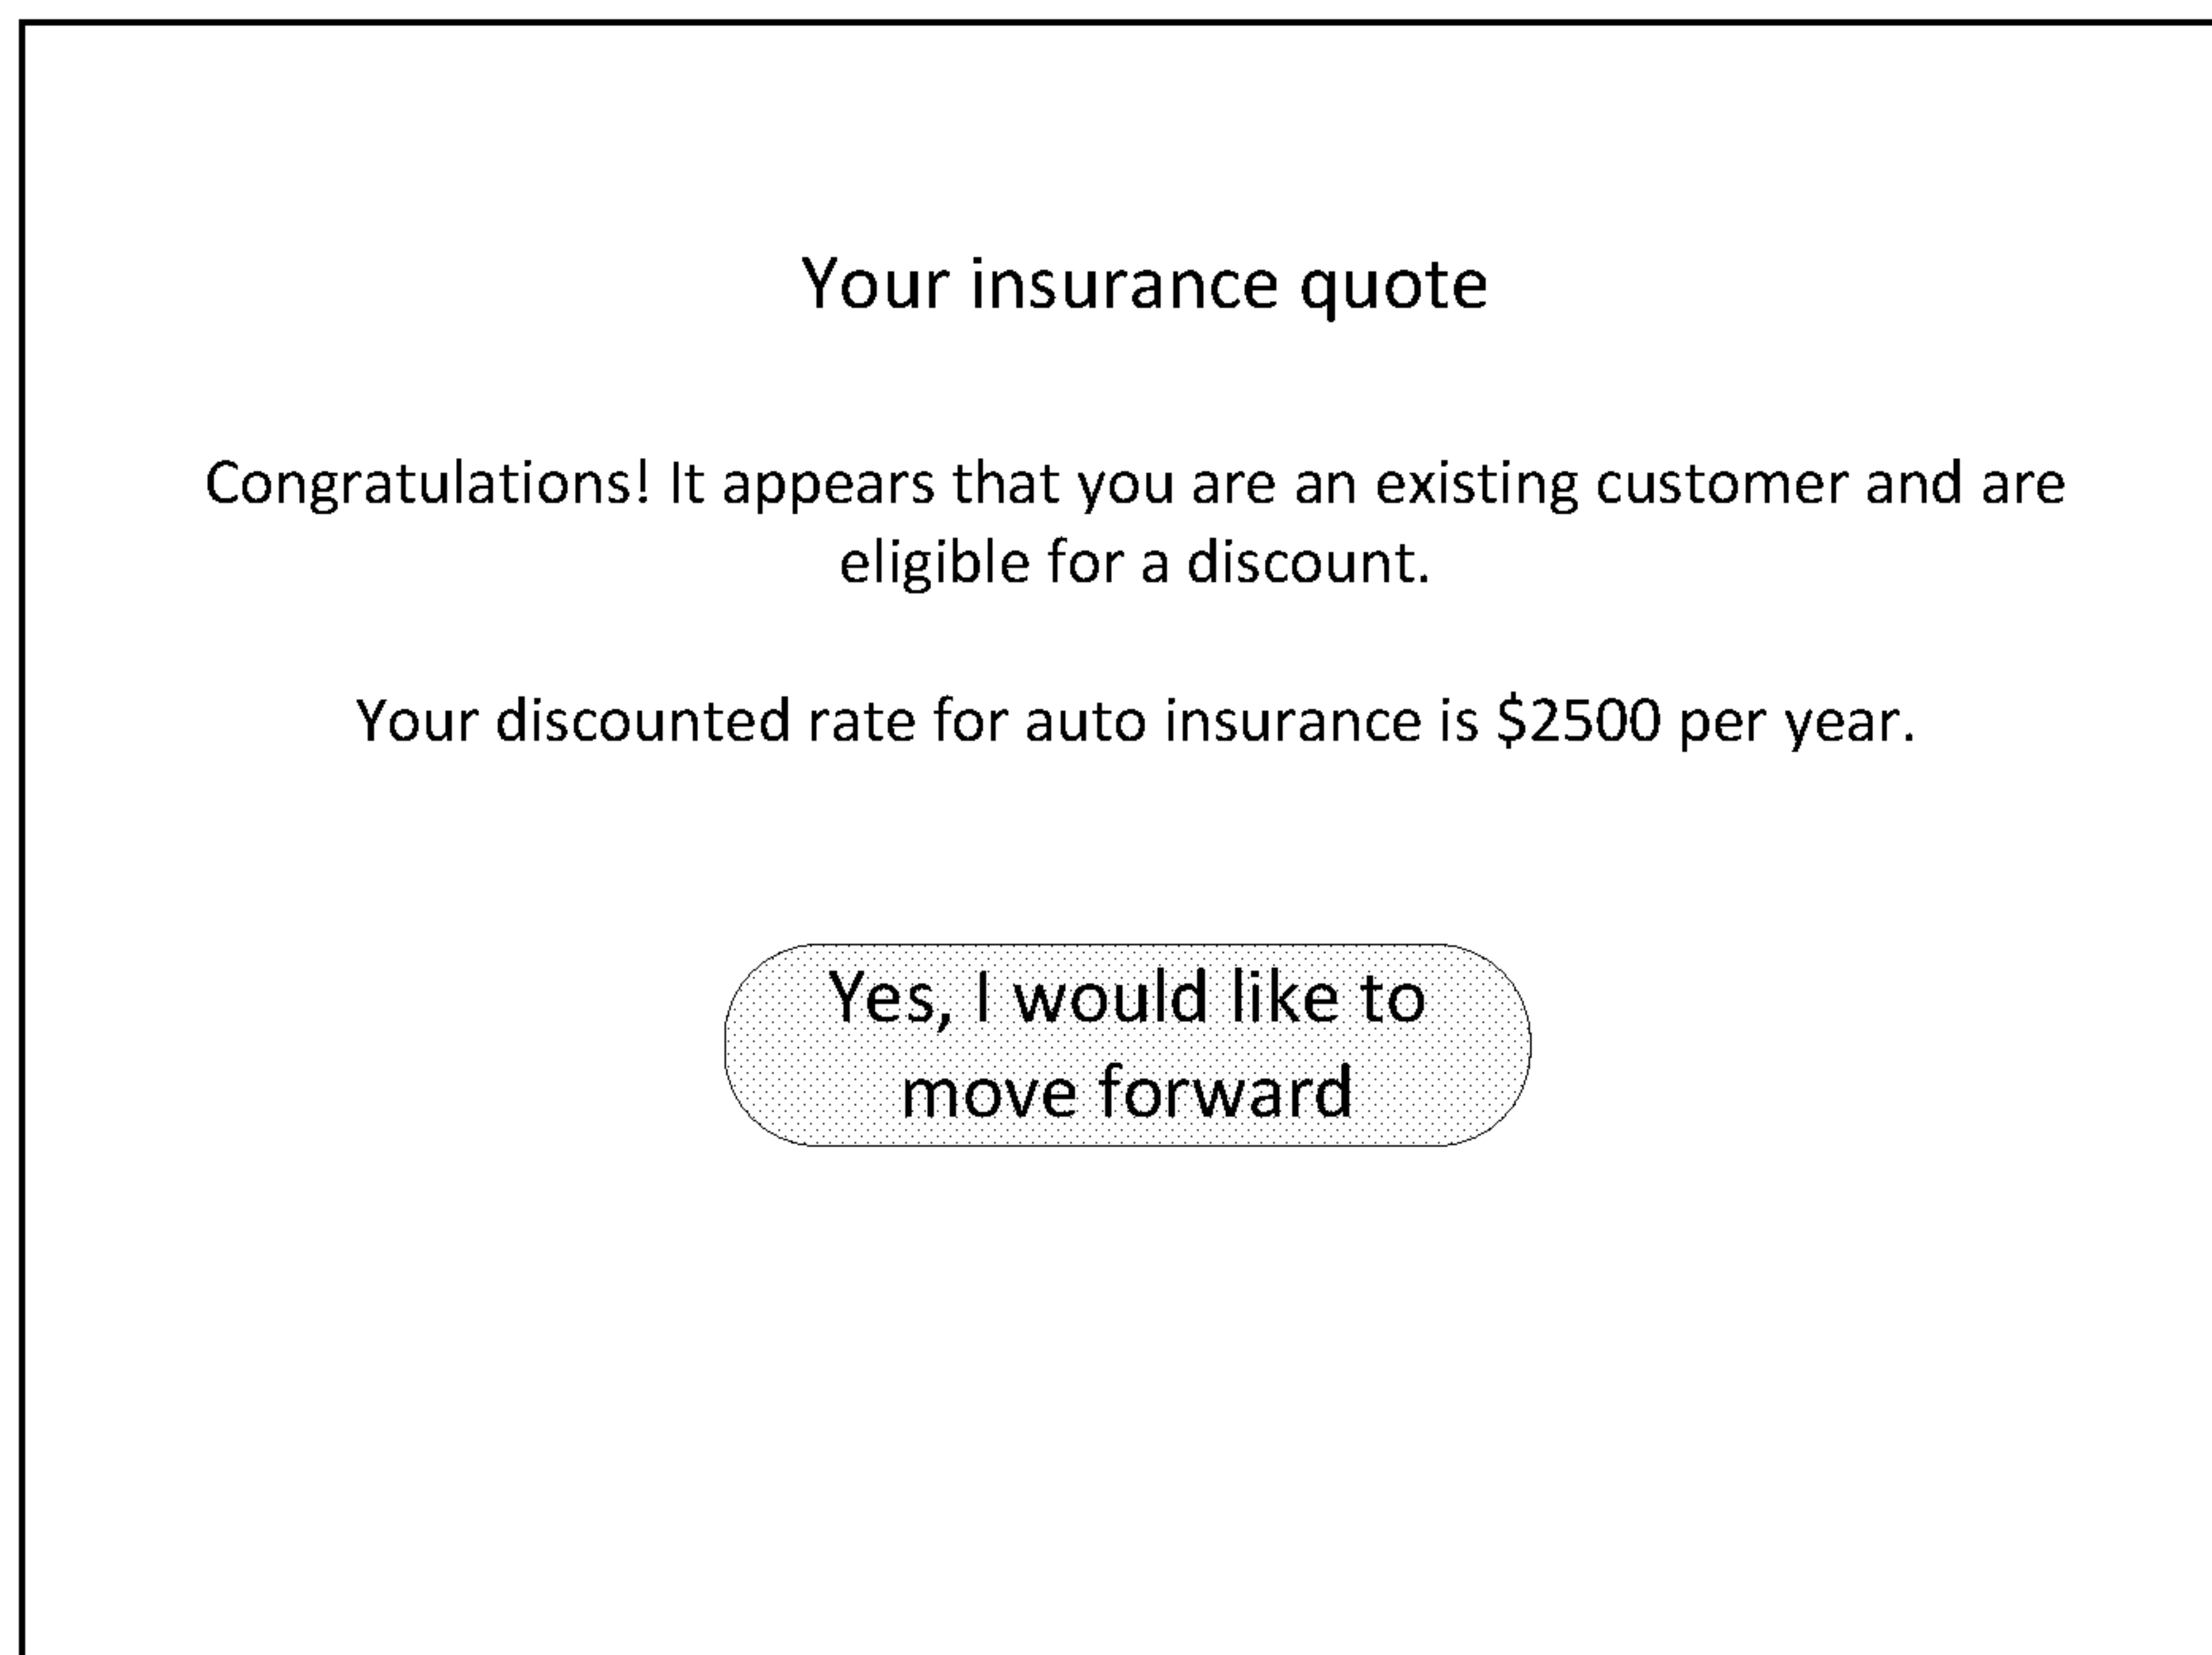 Your insurance quote
Congratulations! It appears that you are an existing customer and are
eligible for a discount.
Your discounted rate for auto insurance is $2500 per year.
Yes, I would like to
move forward